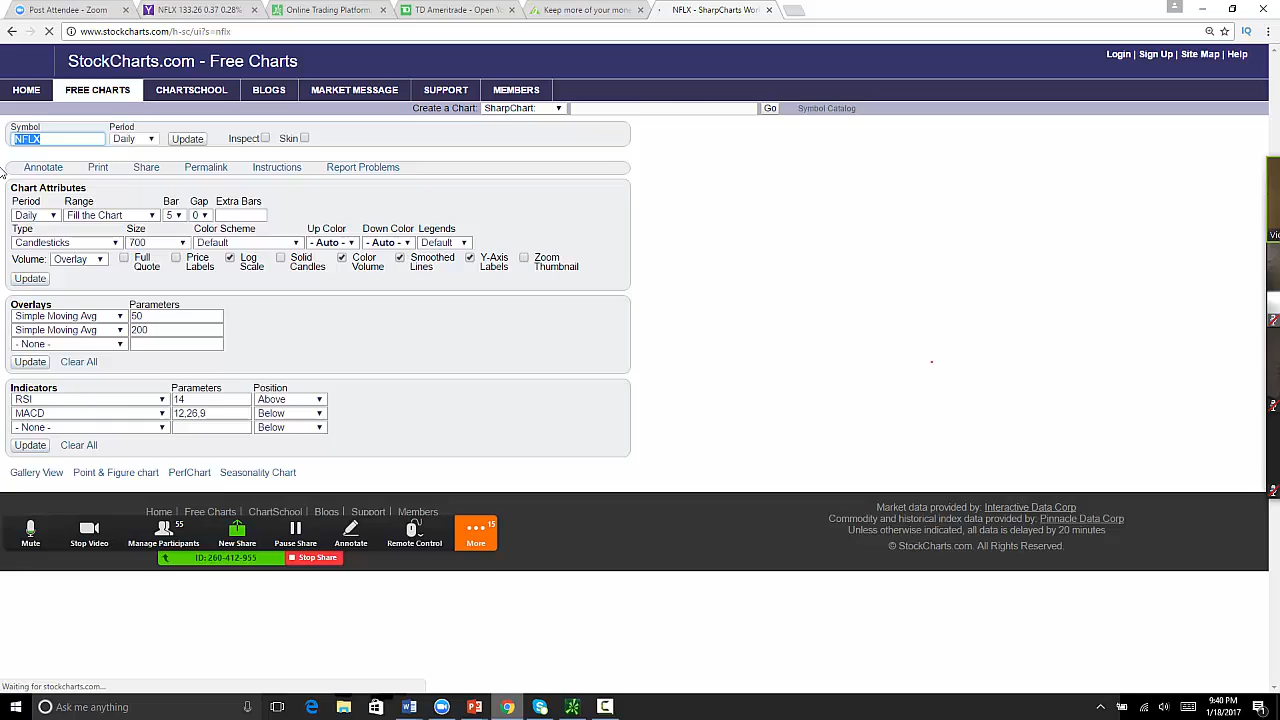 Post Attendee - Zoom
NFLX 133.26 0.37 0.28%
Online Trading Platform
TD Ameritrade - Open Yo
Keep more of your mone
NFLX - SharpCharts Wor
www.stockcharts.com/h-sc/ui?s=nflx
IQ
Login | Sign Up | Site Map | Help
StockCharts.com - Free Charts
HOME FREE CHARTS CHARTSCHOOL BLOGS MARKET MESSAGE SUPPORT MEMBERS
Create a Chart: SharpChart: Go Symbol Catalog
Symbol Period
NFLX Daily Update Inspect Skin
Annotate Print Share Permalink Instructions Report Problems
Chart Attributes
Period Range Bar Gap Extra Bars
Daily Fill the Chart 5 0
Type Size Color Scheme Up Color Down Color Legends
Candlesticks 700 Default - Auto - - Auto - Default
Volume: Overlay Full Quote Price Labels Log Scale Solid Candles Color Volume Smoothed Lines Y-Axis Labels Zoom Thumbnail
Update
Overlays Parameters
Simple Moving Avg 50
Simple Moving Avg 200
- None -
Update Clear All
Indicators Parameters Position
RSI 14 Above
MACD 12,26,9 Below
- None - Below
Update Clear All
Gallery View Point & Figure chart PerfChart Seasonality Chart
Home | Free Charts | ChartSchool | Blogs | Support | Members
Market data provided by: Interactive Data Corp
Commodity and historical index data provided by: Pinnacle Data Corp
Unless otherwise indicated, all data is delayed by 20 minutes
© StockCharts.com. All Rights Reserved.
55
15
Mute Stop Video Manage Participants New Share Pause Share Annotate Remote Control More
ID: 260-412-955 Stop Share
Waiting for stockcharts.com...
Ask me anything
9:40 PM
1/18/2017
1